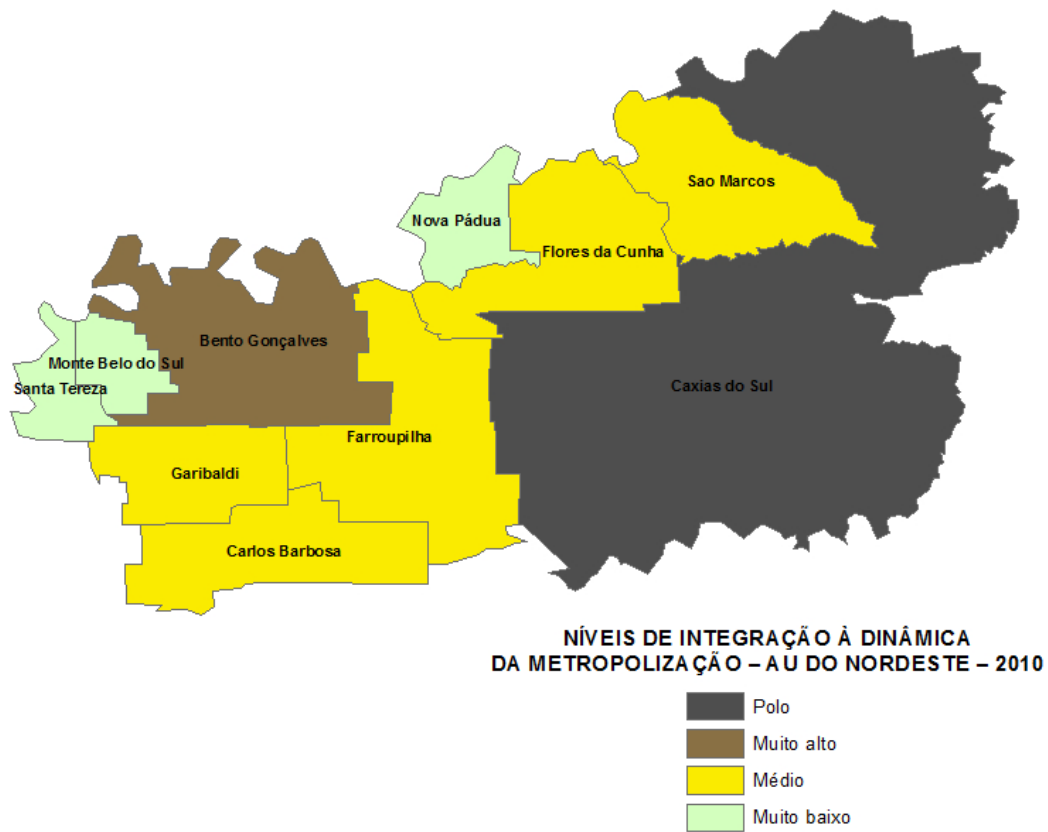 Sao Marcos
Nova Pádua
Flores da Cunha
Bento Gonçalves
Monte Belo do Sul
Santa Tereza
Caxias do Sul
Farroupilha
Garibaldi
Carlos Barbosa
NÍVEIS DE INTEGRAÇÃO À DINÂMICA
DA METROPOLIZAÇÃO – AU DO NORDESTE – 2010
Polo
Muito alto
Médio
Muito baixo